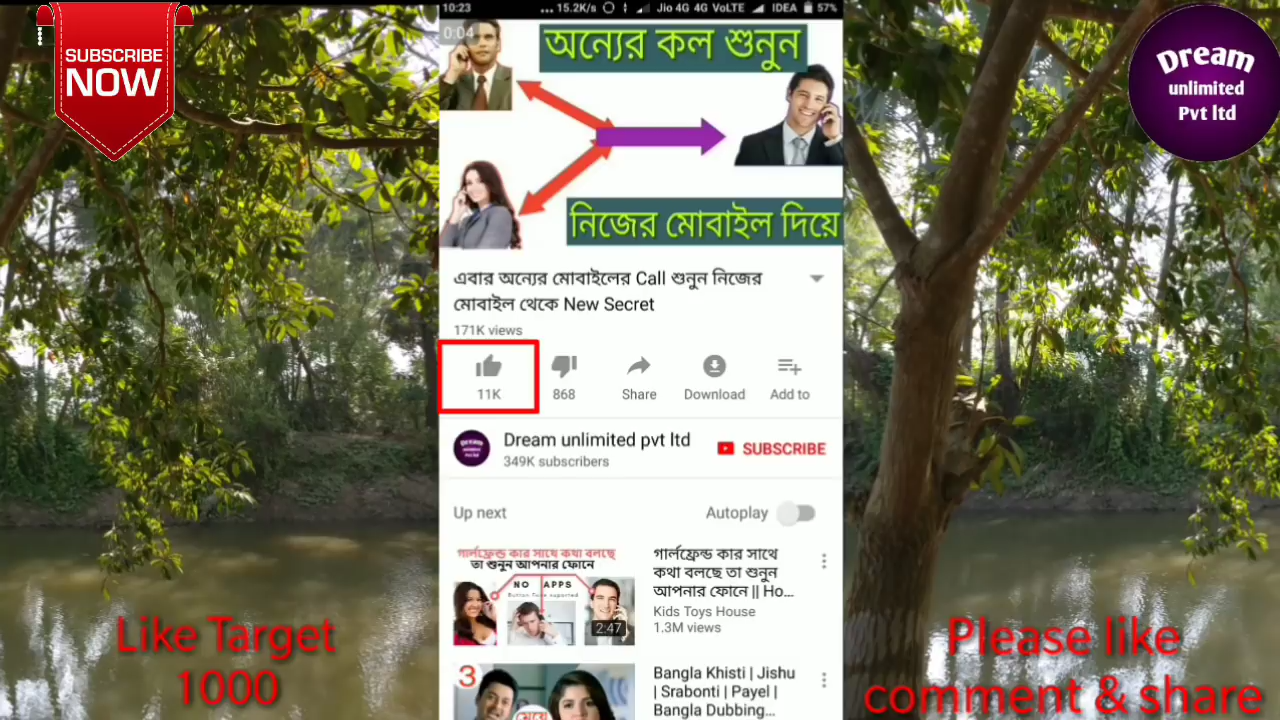 SUBSCRIBE
NOW
Dream
unlimited
Pvt ltd
10:23
... 15.2K/s Jio 4G 4G VoLTE IDEA 57%
0:04
অন্যের কল শুনুন
নিজের মোবাইল দিয়ে
এবার অন্যের মোবাইলের Call শুনুন নিজের
মোবাইল থেকে New Secret
171K views
11K
868
Share
Download
Add to
Dream unlimited pvt ltd
349K subscribers
SUBSCRIBE
Up next
Autoplay
গার্লফ্রেন্ড কার সাথে কথা বলছে
তা শুনুন আপনার ফোনে
NO APPS
2:47
গার্লফ্রেন্ড কার সাথে
কথা বলছে তা শুনুন
আপনার ফোনে || Ho...
Kids Toys House
1.3M views
3
Bangla Khisti | Jishu
| Srabonti | Payel |
Bangla Dubbing...
Like Target
1000
Please like
comment & share